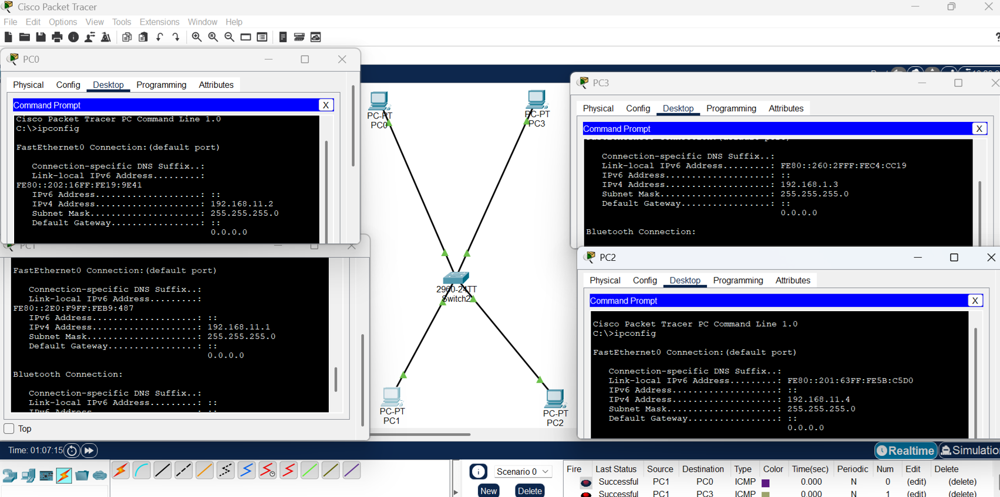 Cisco Packet Tracer
File Edit Options View Tools Extensions Window Help
PC0
Physical Config Desktop Programming Attributes
Command Prompt X
Cisco Packet Tracer PC Command Line 1.0
C:\>ipconfig
FastEthernet0 Connection:(default port)
Connection-specific DNS Suffix..:
Link-local IPv6 Address.........:
FE80::202:16FF:FE19:9E41
IPv6 Address....................: ::
IPv4 Address....................: 192.168.11.2
Subnet Mask.....................: 255.255.255.0
Default Gateway.................: ::
0.0.0.0
PC1
FastEthernet0 Connection:(default port)
Connection-specific DNS Suffix..:
Link-local IPv6 Address.........:
FE80::2E0:F9FF:FEB9:487
IPv6 Address....................: ::
IPv4 Address....................: 192.168.11.1
Subnet Mask.....................: 255.255.255.0
Default Gateway.................: ::
0.0.0.0
Bluetooth Connection:
Connection-specific DNS Suffix..:
Link-local IPv6 Address.........: ::
IPv6 Address....................: ::
Top
PC-PT
PC0
PC-PT
PC3
2960-24TT
Switch2
PC-PT
PC1
PC-PT
PC2
PC3
Physical Config Desktop Programming Attributes
Command Prompt X
Connection-specific DNS Suffix..:
Link-local IPv6 Address.........: FE80::260:2FFF:FEC4:CC19
IPv6 Address....................: ::
IPv4 Address....................: 192.168.1.3
Subnet Mask.....................: 255.255.255.0
Default Gateway.................: ::
0.0.0.0
Bluetooth Connection:
PC2
Physical Config Desktop Programming Attributes
Command Prompt X
Cisco Packet Tracer PC Command Line 1.0
C:\>ipconfig
FastEthernet0 Connection:(default port)
Connection-specific DNS Suffix..:
Link-local IPv6 Address.........: FE80::201:63FF:FE5B:C5D0
IPv6 Address....................: ::
IPv4 Address....................: 192.168.11.4
Subnet Mask.....................: 255.255.255.0
Default Gateway.................: ::
0.0.0.0
Time: 01:07:15
Realtime Simulation
Scenario 0
New Delete
Fire Last Status Source Destination Type Color Time(sec) Periodic Num Edit Delete
Successful PC1 PC0 ICMP 0.000 N 0 (edit) (delete)
Successful PC1 PC3 ICMP 0.000 N 1 (edit) (delete)